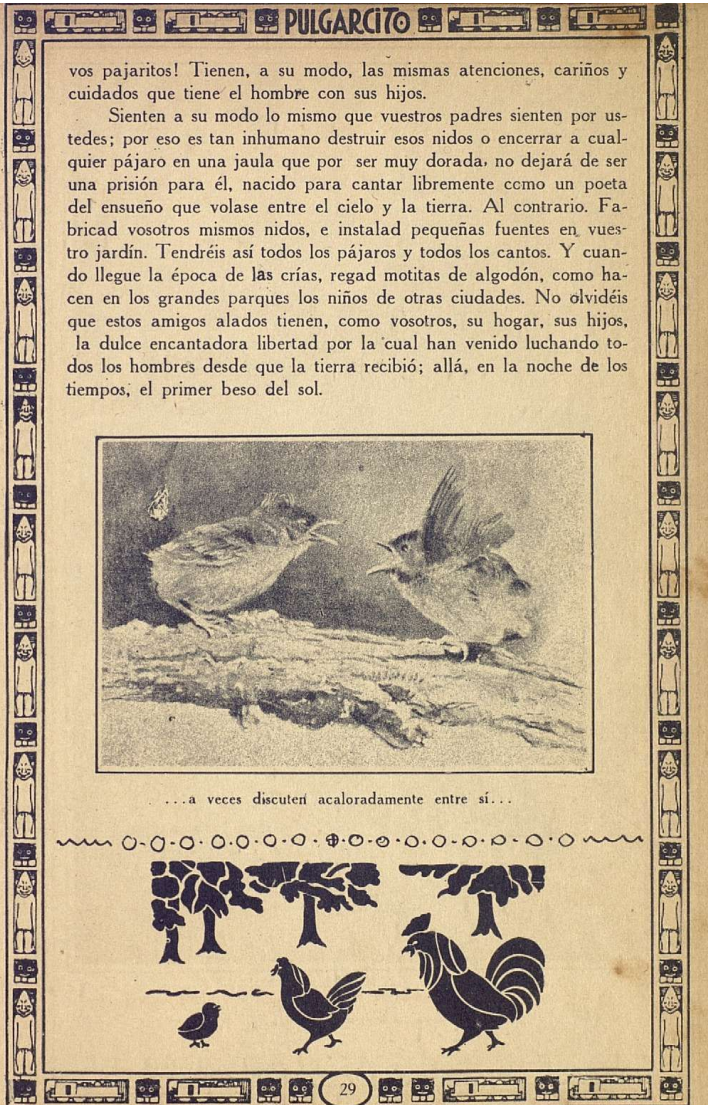 PULGARCITO
vos pajaritos! Tienen, a su modo, las mismas atenciones, cariños y
cuidados que tiene el hombre con sus hijos.
Sienten a su modo lo mismo que vuestros padres sienten por us-
tedes; por eso es tan inhumano destruir esos nidos o encerrar a cual-
quier pájaro en una jaula que por ser muy dorada, no dejará de ser
una prisión para él, nacido para cantar libremente como un poeta
del ensueño que volase entre el cielo y la tierra. Al contrario. Fa-
bricad vosotros mismos nidos, e instalad pequeñas fuentes en vues-
tro jardín. Tendréis así todos los pájaros y todos los cantos. Y cuan-
do llegue la época de las crías, regad motitas de algodón, como ha-
cen en los grandes parques los niños de otras ciudades. No olvidéis
que estos amigos alados tienen, como vosotros, su hogar, sus hijos,
la dulce encantadora libertad por la cual han venido luchando to-
dos los hombres desde que la tierra recibió; allá, en la noche de los
tiempos, el primer beso del sol.
...a veces discuten acaloradamente entre sí...
29